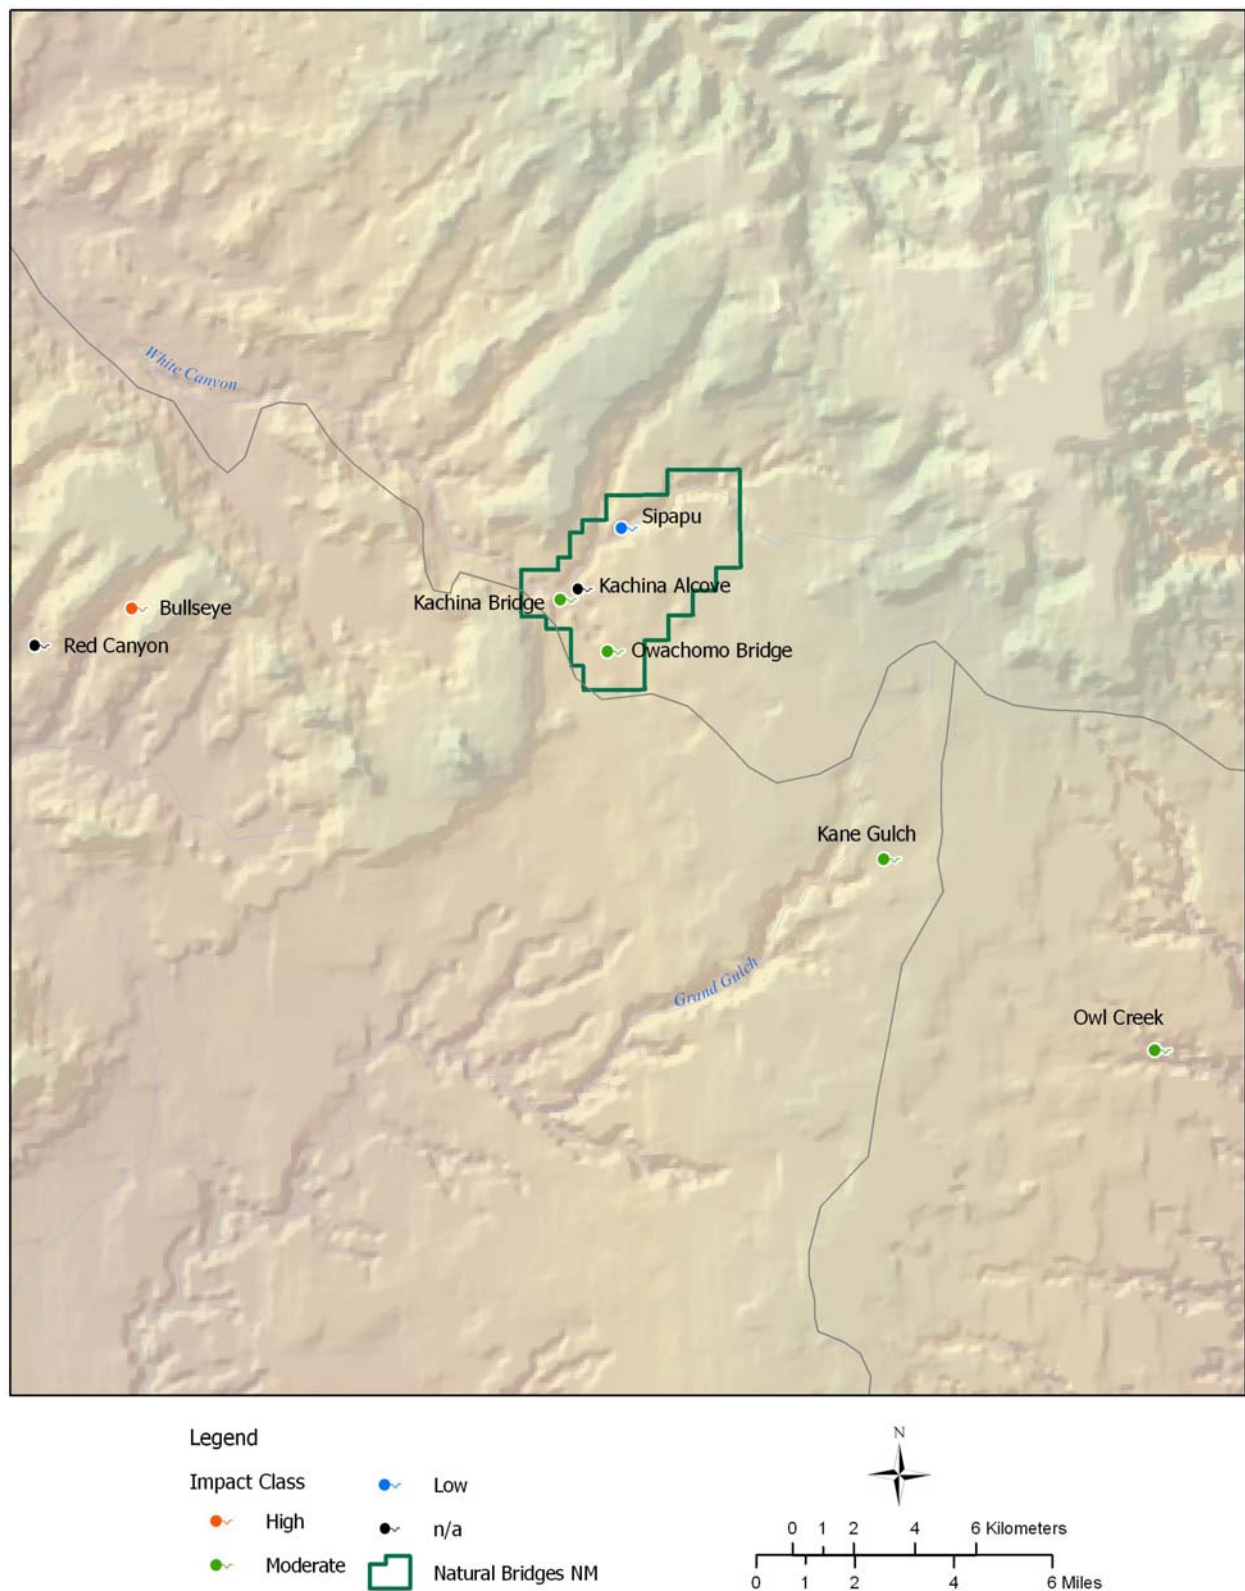 White Canyon
Sipapu
Kachina Alcove
Kachina Bridge
Bullseye
Red Canyon
Owachomo Bridge
Kane Gulch
Grand Gulch
Owl Creek
Legend
Impact Class
High
Moderate
Low
n/a
Natural Bridges NM
N
0 1 2 4 6 Kilometers
0 1 2 4 6 Miles